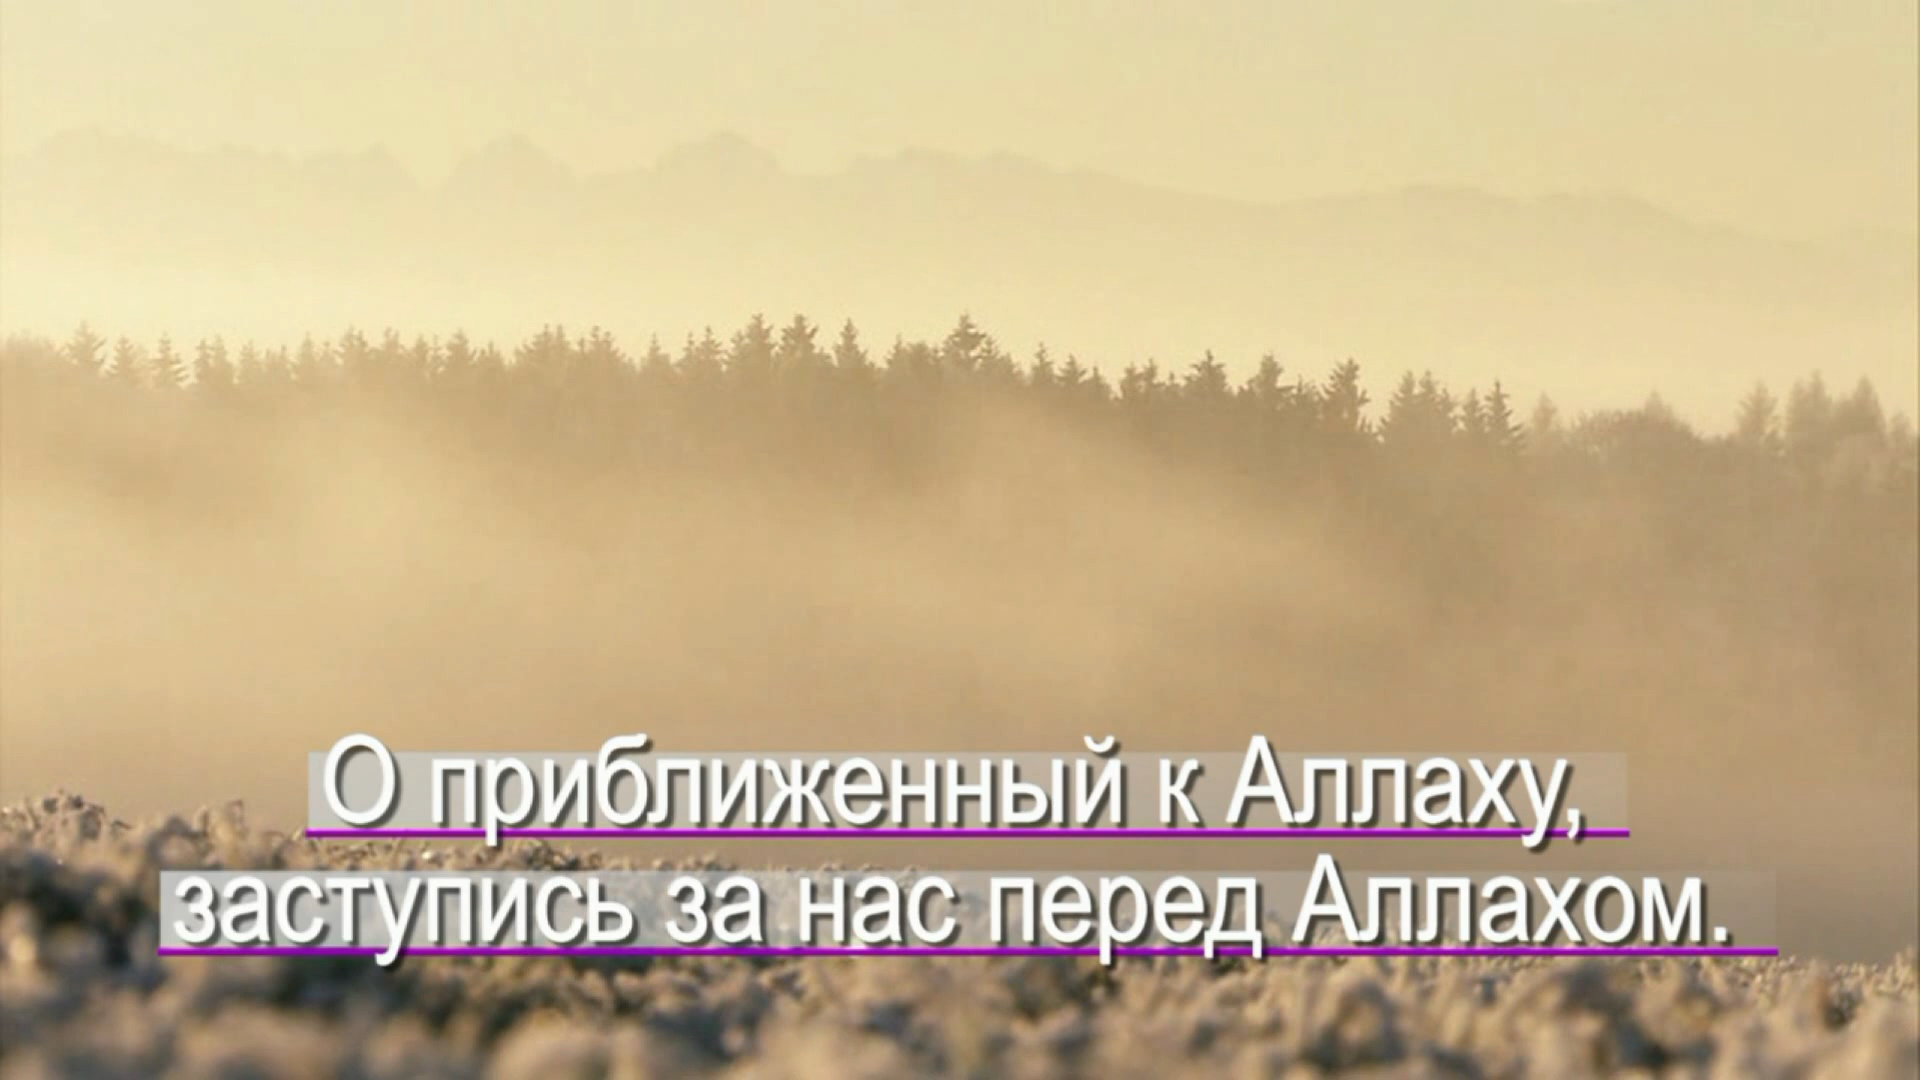 О приближенный к Аллаху,
заступись за нас перед Аллахом.